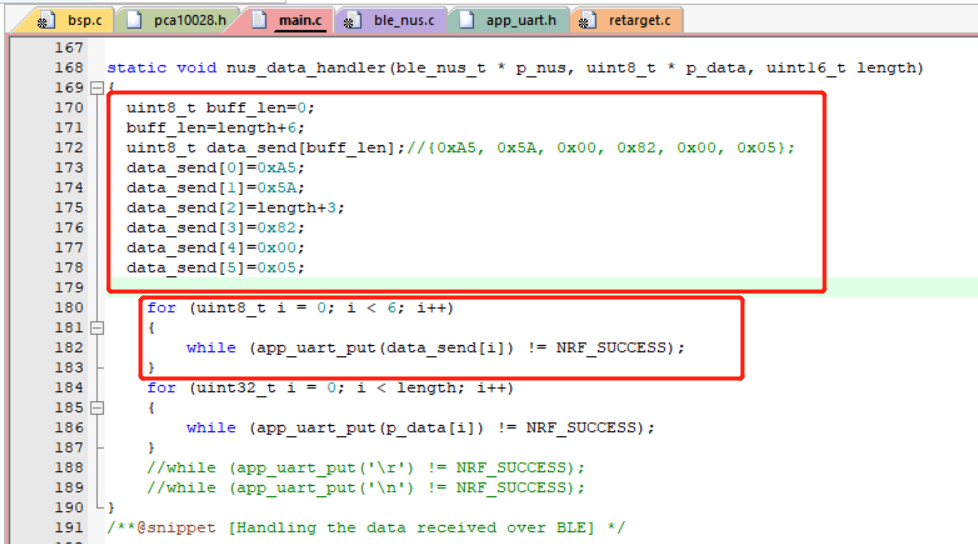 bsp.c pca10028.h main.c ble_nus.c app_uart.h retarget.c
167
168 static void nus_data_handler(ble_nus_t * p_nus, uint8_t * p_data, uint16_t length)
169 {
170 uint8_t buff_len=0;
171 buff_len=length+6;
172 uint8_t data_send[buff_len];//{0xA5, 0x5A, 0x00, 0x82, 0x00, 0x05};
173 data_send[0]=0xA5;
174 data_send[1]=0x5A;
175 data_send[2]=length+3;
176 data_send[3]=0x82;
177 data_send[4]=0x00;
178 data_send[5]=0x05;
179
180 for (uint8_t i = 0; i < 6; i++)
181 {
182 while (app_uart_put(data_send[i]) != NRF_SUCCESS);
183 }
184 for (uint32_t i = 0; i < length; i++)
185 {
186 while (app_uart_put(p_data[i]) != NRF_SUCCESS);
187 }
188 //while (app_uart_put('\r') != NRF_SUCCESS);
189 //while (app_uart_put('\n') != NRF_SUCCESS);
190 }
191 /**@snippet [Handling the data received over BLE] */